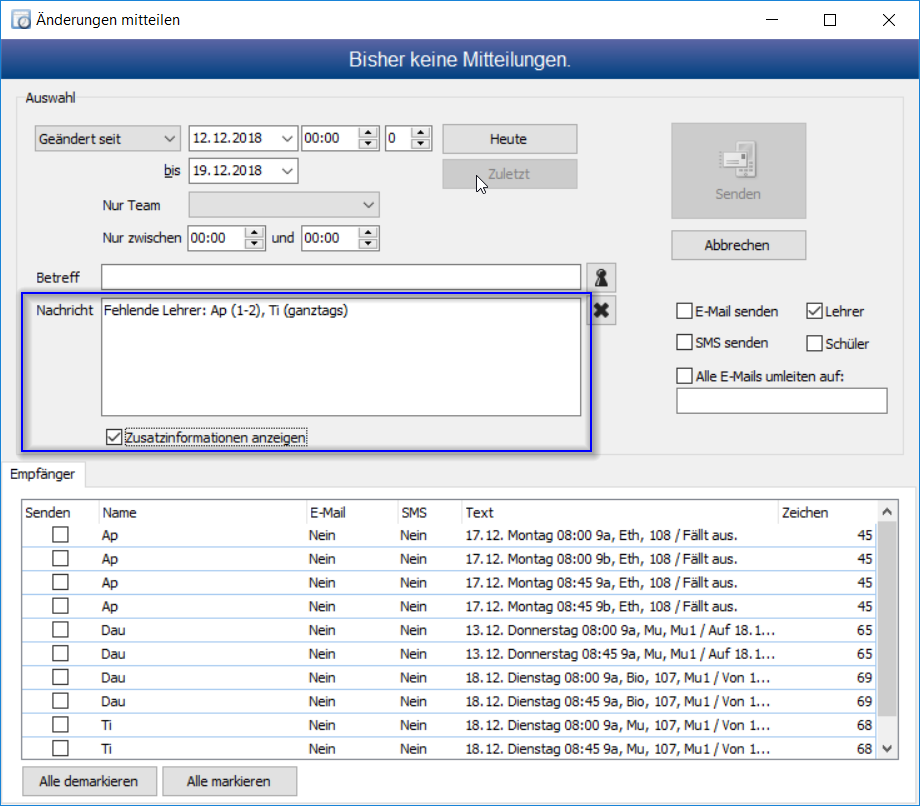 Änderungen mitteilen
Bisher keine Mitteilungen.
Auswahl
Geändert seit 12.12.2018 00:00 0 Heute
bis 19.12.2018 Zuletzt
Senden
Nur Team
Nur zwischen 00:00 und 00:00 Abbrechen
Betreff
Nachricht Fehlende Lehrer: Ap (1-2), Ti (ganztags)
E-Mail senden Lehrer
SMS senden Schüler
Alle E-Mails umleiten auf:
Zusatzinformationen anzeigen
Empfänger
Senden Name E-Mail SMS Text Zeichen
Ap Nein Nein 17.12. Montag 08:00 9a, Eth, 108 / Fällt aus. 45
Ap Nein Nein 17.12. Montag 08:00 9b, Eth, 108 / Fällt aus. 45
Ap Nein Nein 17.12. Montag 08:45 9a, Eth, 108 / Fällt aus. 45
Ap Nein Nein 17.12. Montag 08:45 9b, Eth, 108 / Fällt aus. 45
Dau Nein Nein 13.12. Donnerstag 08:00 9a, Mu, Mu1 / Auf 18.1... 65
Dau Nein Nein 13.12. Donnerstag 08:45 9a, Mu, Mu1 / Auf 18.1... 65
Dau Nein Nein 18.12. Dienstag 08:00 9a, Bio, 107, Mu1 / Von 1... 69
Dau Nein Nein 18.12. Dienstag 08:45 9a, Bio, 107, Mu1 / Von 1... 69
Ti Nein Nein 18.12. Dienstag 08:00 9a, Mu, 107, Mu1 / Von 1... 68
Ti Nein Nein 18.12. Dienstag 08:45 9a, Mu, 107, Mu1 / Von 1... 68
Alle demarkieren Alle markieren